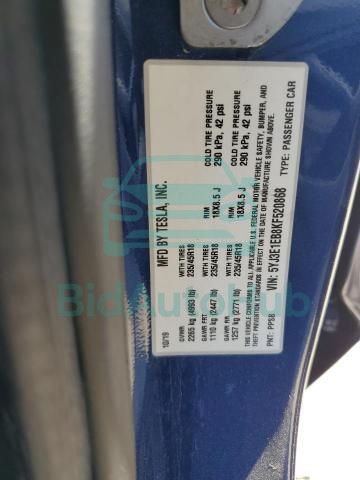 MFD BY TESLA, INC.
10/19
GVWR
2265 kg (4993 lb)
GAWR FRT
1110 kg (2447 lb)
WITH TIRES
235/45R18
RIM
18X8.5 J
COLD TIRE PRESSURE
290 kPa, 42 psi
GAWR RR
1257 kg (2771 lb)
WITH TIRES
235/45R18
RIM
18X8.5 J
COLD TIRE PRESSURE
290 kPa, 42 psi
THIS VEHICLE CONFORMS TO ALL APPLICABLE U.S. FEDERAL MOTOR VEHICLE SAFETY, BUMPER, AND
THEFT PREVENTION STANDARDS IN EFFECT ON THE DATE OF MANUFACTURE SHOWN ABOVE.
VIN: 5YJ3E1EB8KF520868
PNT: PPSB
TYPE: PASSENGER CAR
BidAutoHub